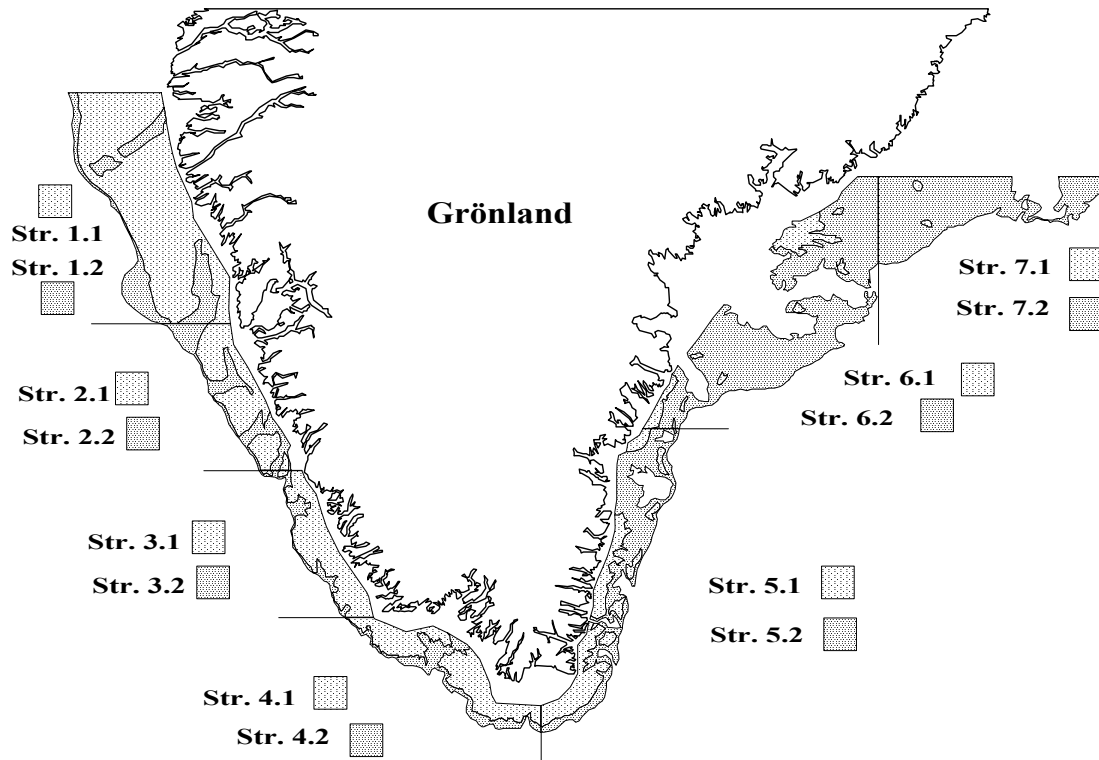 Grönland
Str. 1.1
Str. 1.2
Str. 7.1
Str. 7.2
Str. 2.1
Str. 2.2
Str. 6.1
Str. 6.2
Str. 3.1
Str. 3.2
Str. 5.1
Str. 5.2
Str. 4.1
Str. 4.2